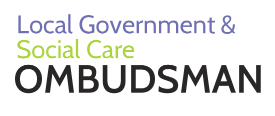 Local Government &
Social Care
OMBUDSMAN